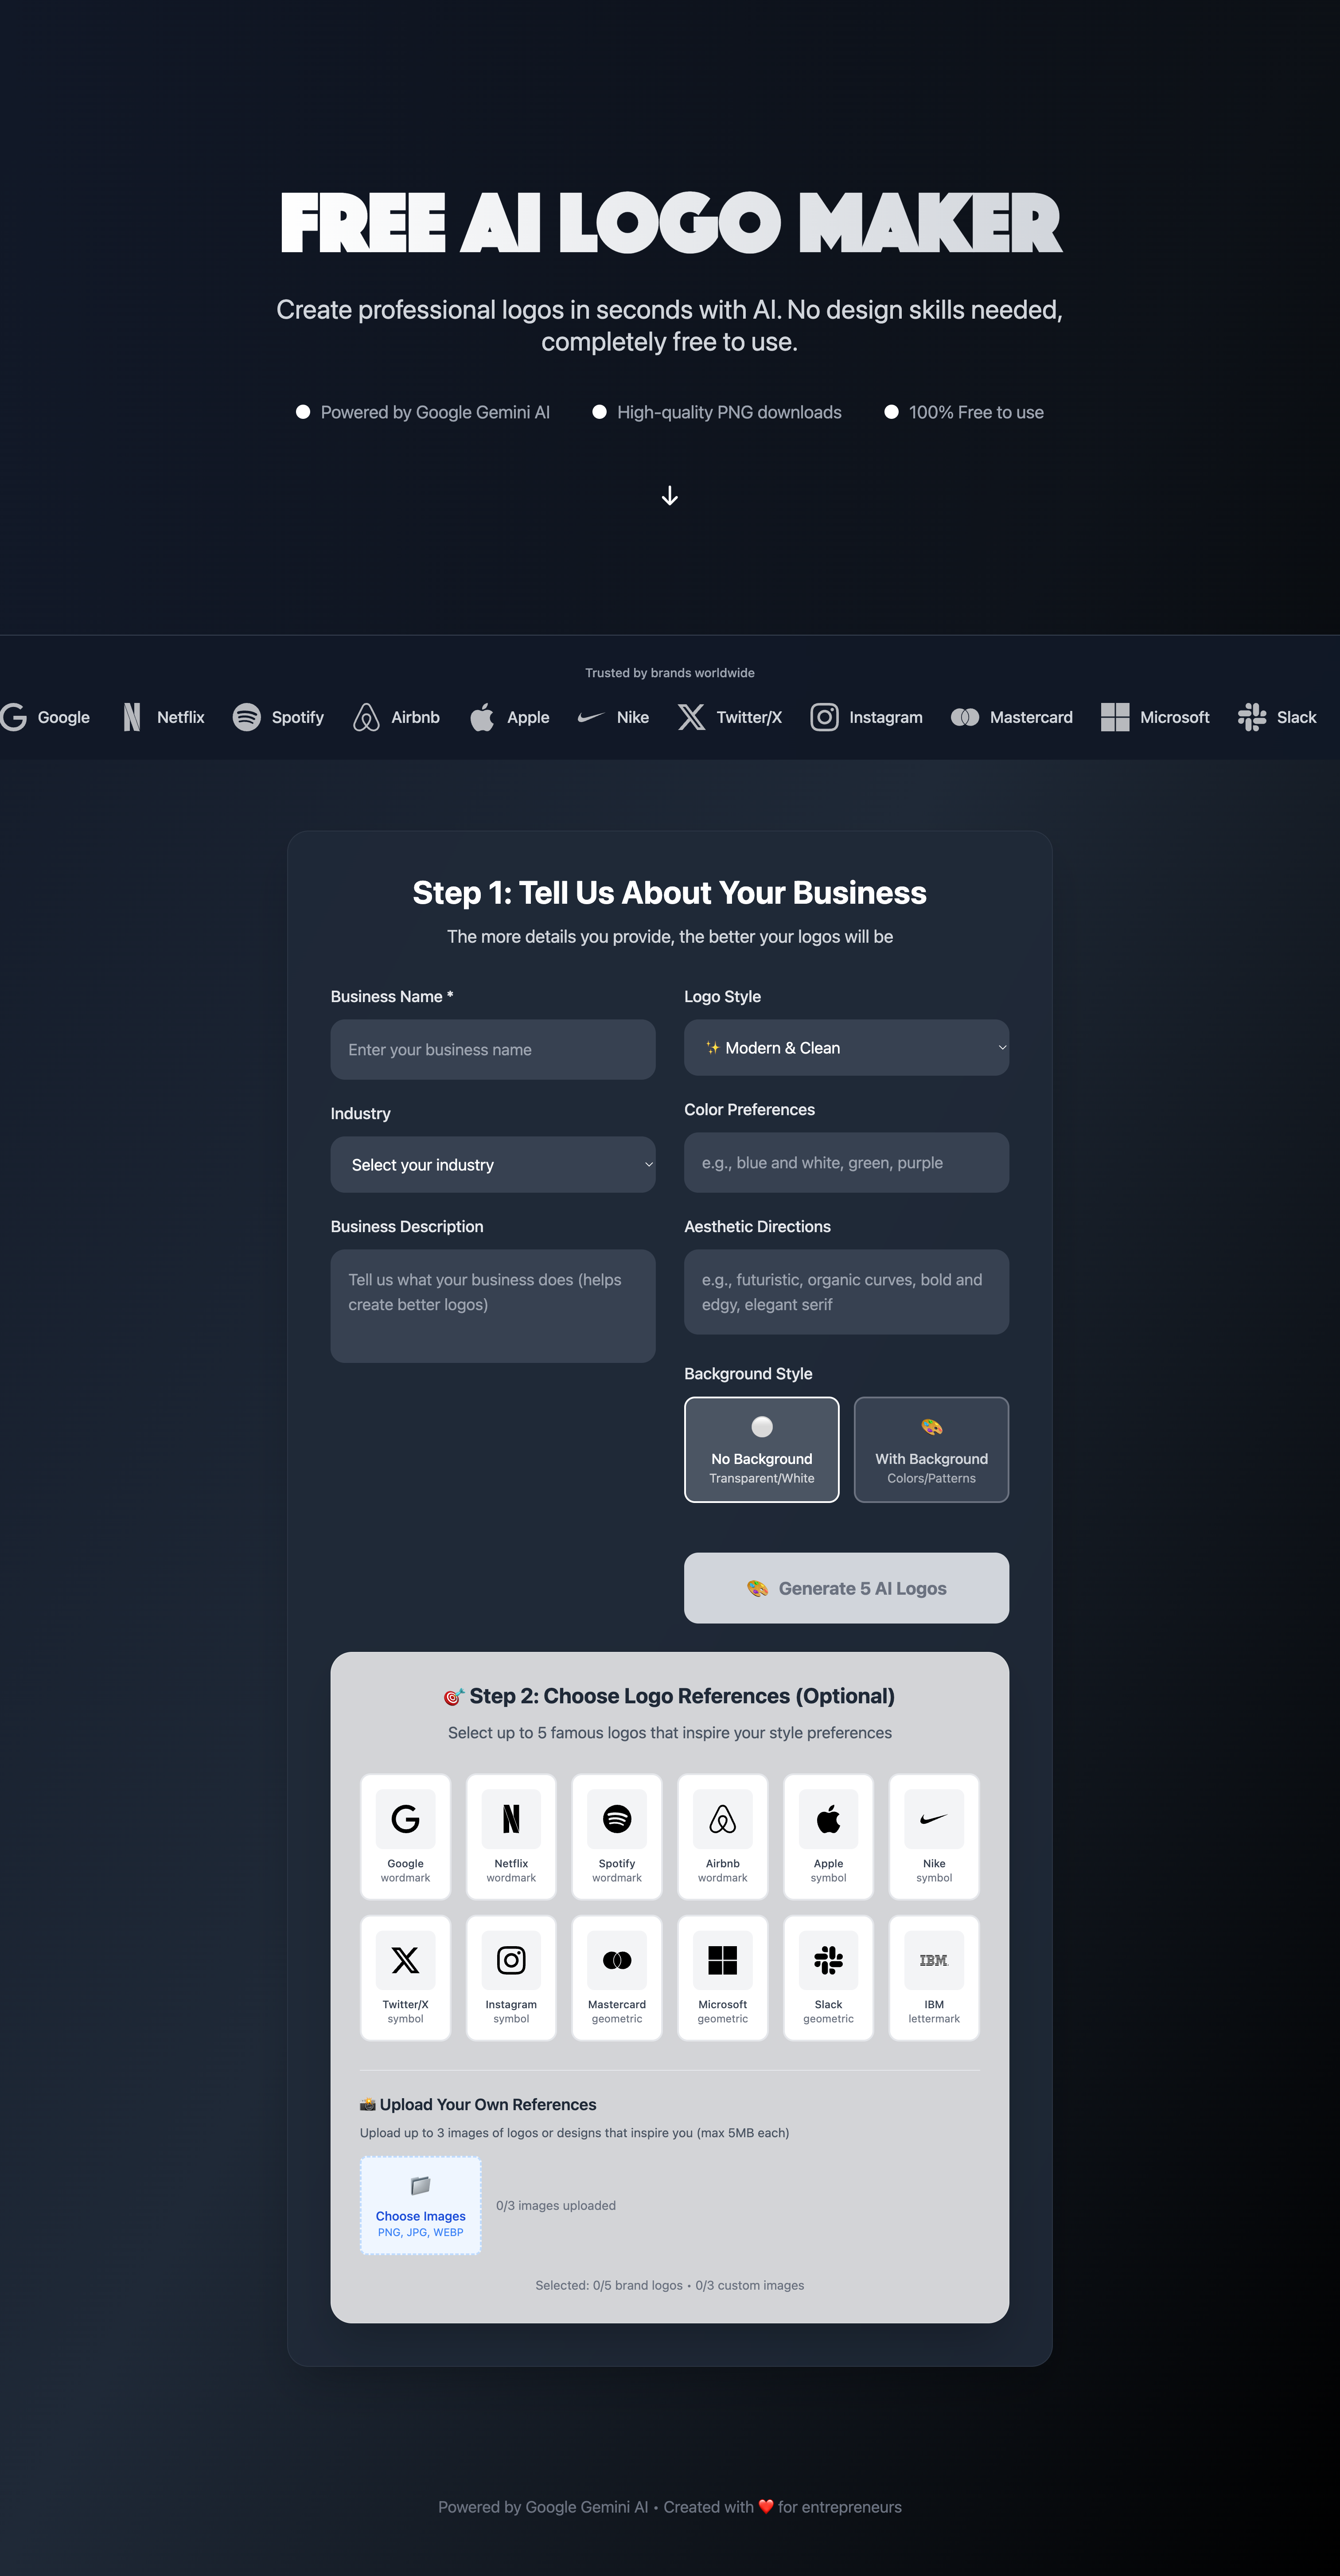 FREE AI LOGO MAKER
Create professional logos in seconds with AI. No design skills needed,
completely free to use.
Powered by Google Gemini AI
High-quality PNG downloads
100% Free to use
Trusted by brands worldwide
Google
Netflix
Spotify
Airbnb
Apple
Nike
Twitter/X
Instagram
Mastercard
Microsoft
Slack
Step 1: Tell Us About Your Business
The more details you provide, the better your logos will be
Business Name *
Enter your business name
Industry
Select your industry
Business Description
Tell us what your business does (helps
create better logos)
Logo Style
✨ Modern & Clean
Color Preferences
e.g., blue and white, green, purple
Aesthetic Directions
e.g., futuristic, organic curves, bold and
edgy, elegant serif
Background Style
No Background
Transparent/White
With Background
Colors/Patterns
🎨 Generate 5 AI Logos
🎯 Step 2: Choose Logo References (Optional)
Select up to 5 famous logos that inspire your style preferences
Google
wordmark
Netflix
wordmark
Spotify
wordmark
Airbnb
wordmark
Apple
symbol
Nike
symbol
Twitter/X
symbol
Instagram
symbol
Mastercard
geometric
Microsoft
geometric
Slack
geometric
IBM
IBM
lettermark
📸 Upload Your Own References
Upload up to 3 images of logos or designs that inspire you (max 5MB each)
Choose Images
PNG, JPG, WEBP
0/3 images uploaded
Selected: 0/5 brand logos • 0/3 custom images
Powered by Google Gemini AI • Created with ❤️ for entrepreneurs